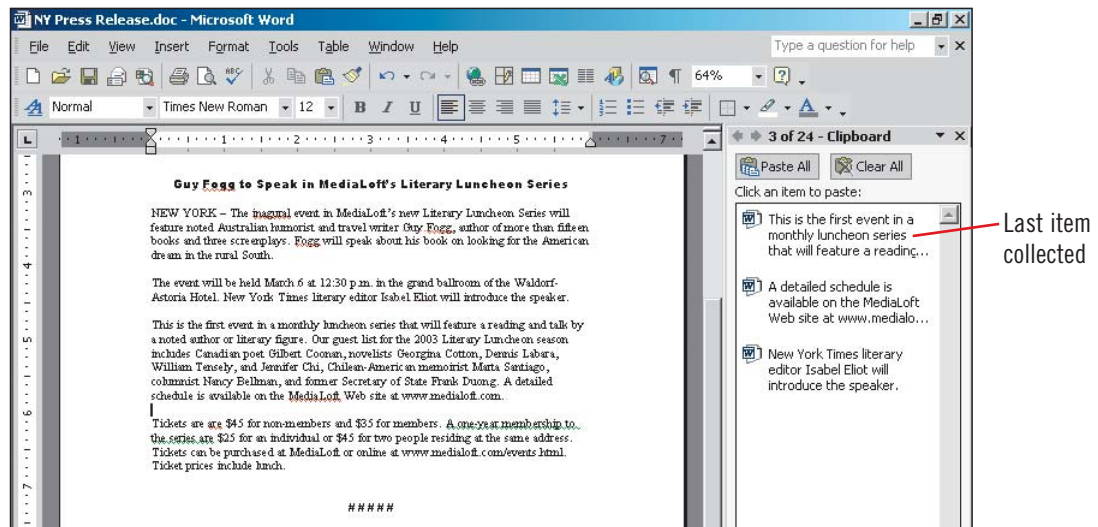 NY Press Release.doc - Microsoft Word
File Edit View Insert Format Tools Table Window Help Type a question for help
64%
Normal Times New Roman 12 B I U
1 1 2 3 4 5 7
3 of 24 - Clipboard
Paste All Clear All
Click an item to paste:
This is the first event in a
monthly luncheon series
that will feature a reading...
A detailed schedule is
available on the MediaLoft
Web site at www.medialo...
New York Times literary
editor Isabel Eliot will
introduce the speaker.
Last item
collected
Guy Fogg to Speak in MediaLoft's Literary Luncheon Series
NEW YORK – The inagural event in MediaLoft's new Literary Luncheon Series will
feature noted Australian humorist and travel writer Guy Fogg, author of more than fifteen
books and three screenplays. Fogg will speak about his book on looking for the American
dream in the rural South.
The event will be held March 6 at 12:30 p.m. in the grand ballroom of the Waldorf-
Astoria Hotel. New York Times literary editor Isabel Eliot will introduce the speaker.
This is the first event in a monthly luncheon series that will feature a reading and talk by
a noted author or literary figure. Our guest list for the 2003 Literary Luncheon season
includes Canadian poet Gilbert Coonan, novelists Georgina Cotton, Dennis Labara,
William Tensely, and Jennifer Chi, Chilean-American memoirist Marta Santiago,
columnist Nancy Bellman, and former Secretary of State Frank Duong. A detailed
schedule is available on the MediaLoft Web site at www.medialoft.com.
Tickets are are $45 for non-members and $35 for members. A one-year membership to
the series are $25 for an individual or $45 for two people residing at the same address.
Tickets can be purchased at MediaLoft or online at www.medialoft.com/events.html.
Ticket prices include lunch.
#####